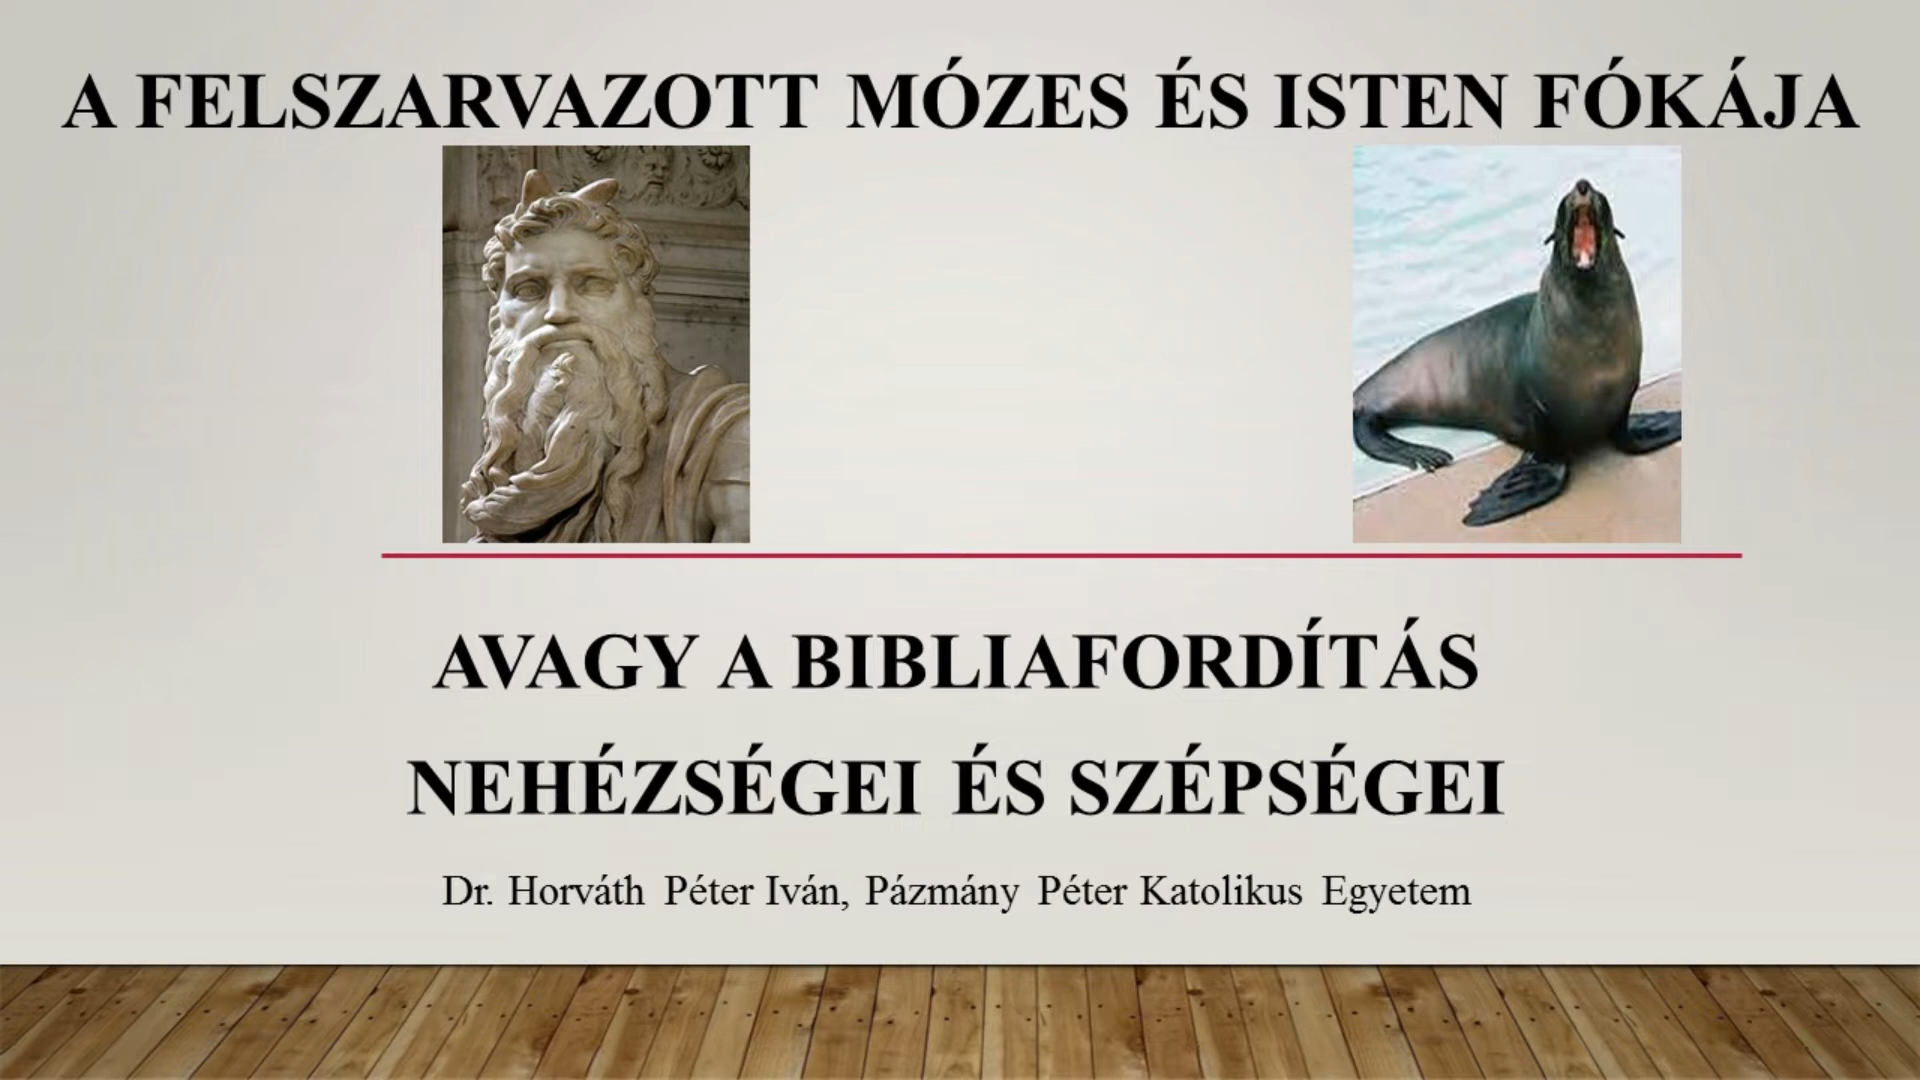 A FELSZARVAZOTT MÓZES ÉS ISTEN FÓKÁJA
AVAGY A BIBLIAFORDÍTÁS
NEHÉZSÉGEI ÉS SZÉPSÉGEI
Dr. Horváth Péter Iván, Pázmány Péter Katolikus Egyetem